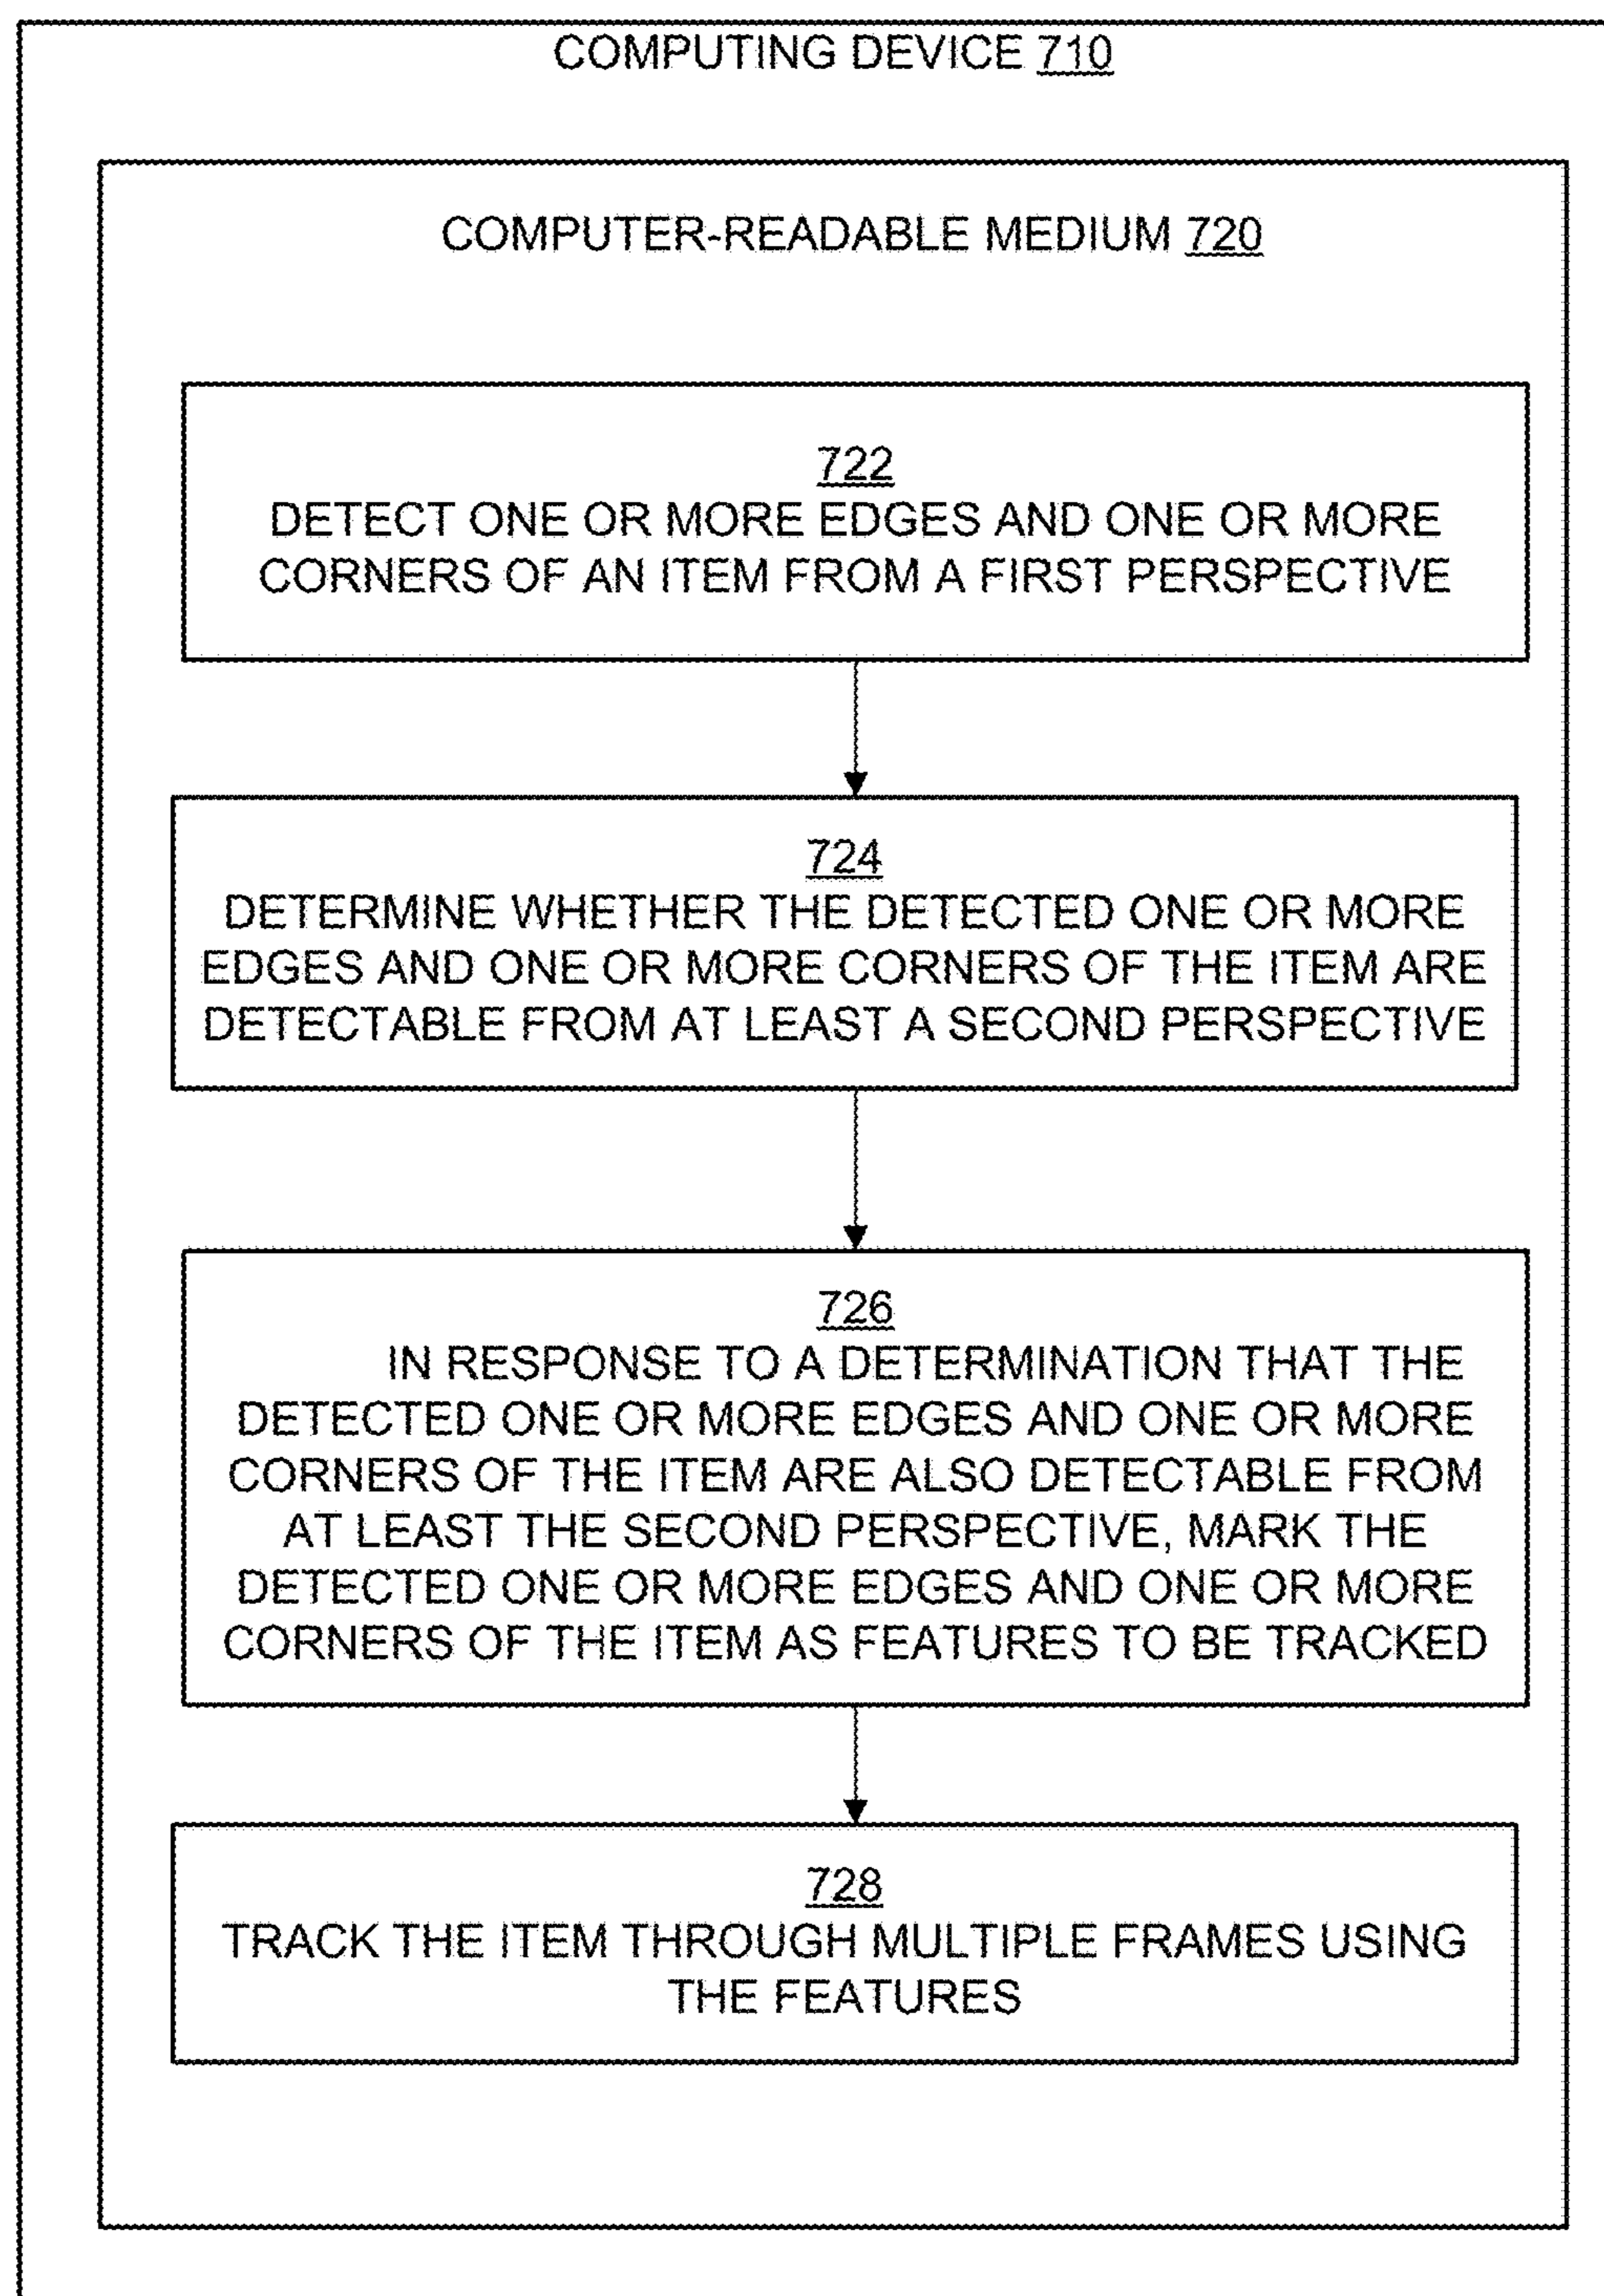 COMPUTING DEVICE 710
COMPUTER-READABLE MEDIUM 720
722
DETECT ONE OR MORE EDGES AND ONE OR MORE
CORNERS OF AN ITEM FROM A FIRST PERSPECTIVE
724
DETERMINE WHETHER THE DETECTED ONE OR MORE
EDGES AND ONE OR MORE CORNERS OF THE ITEM ARE
DETECTABLE FROM AT LEAST A SECOND PERSPECTIVE
726
IN RESPONSE TO A DETERMINATION THAT THE
DETECTED ONE OR MORE EDGES AND ONE OR MORE
CORNERS OF THE ITEM ARE ALSO DETECTABLE FROM
AT LEAST THE SECOND PERSPECTIVE, MARK THE
DETECTED ONE OR MORE EDGES AND ONE OR MORE
CORNERS OF THE ITEM AS FEATURES TO BE TRACKED
728
TRACK THE ITEM THROUGH MULTIPLE FRAMES USING
THE FEATURES